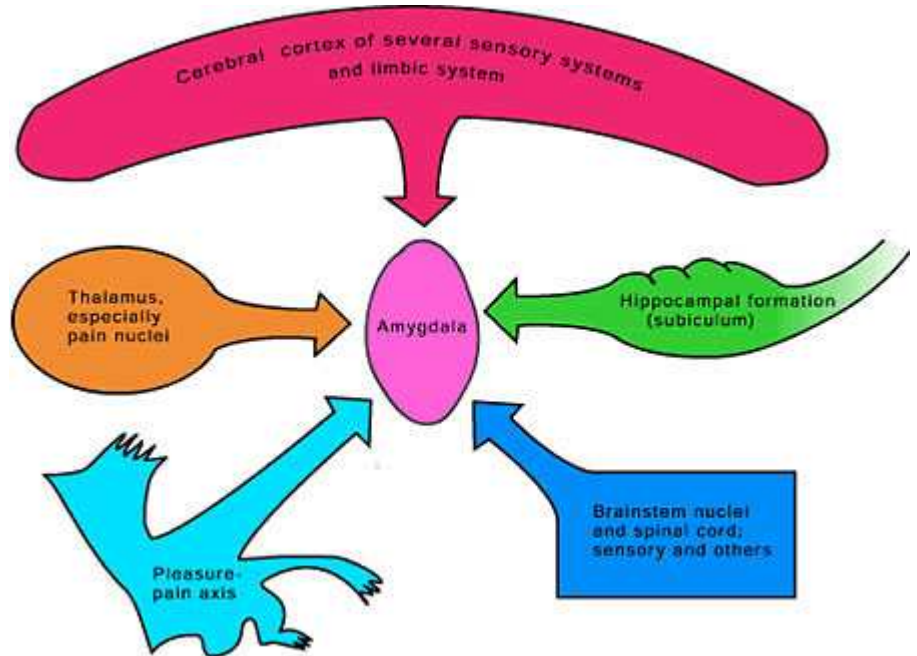 Cerebral cortex of several sensory systems
and limbic system
Thalamus,
especially
pain nuclei
Amygdala
Hippocampal formation
(subiculum)
Pleasure-
pain axis
Brainstem nuclei
and spinal cord;
sensory and others